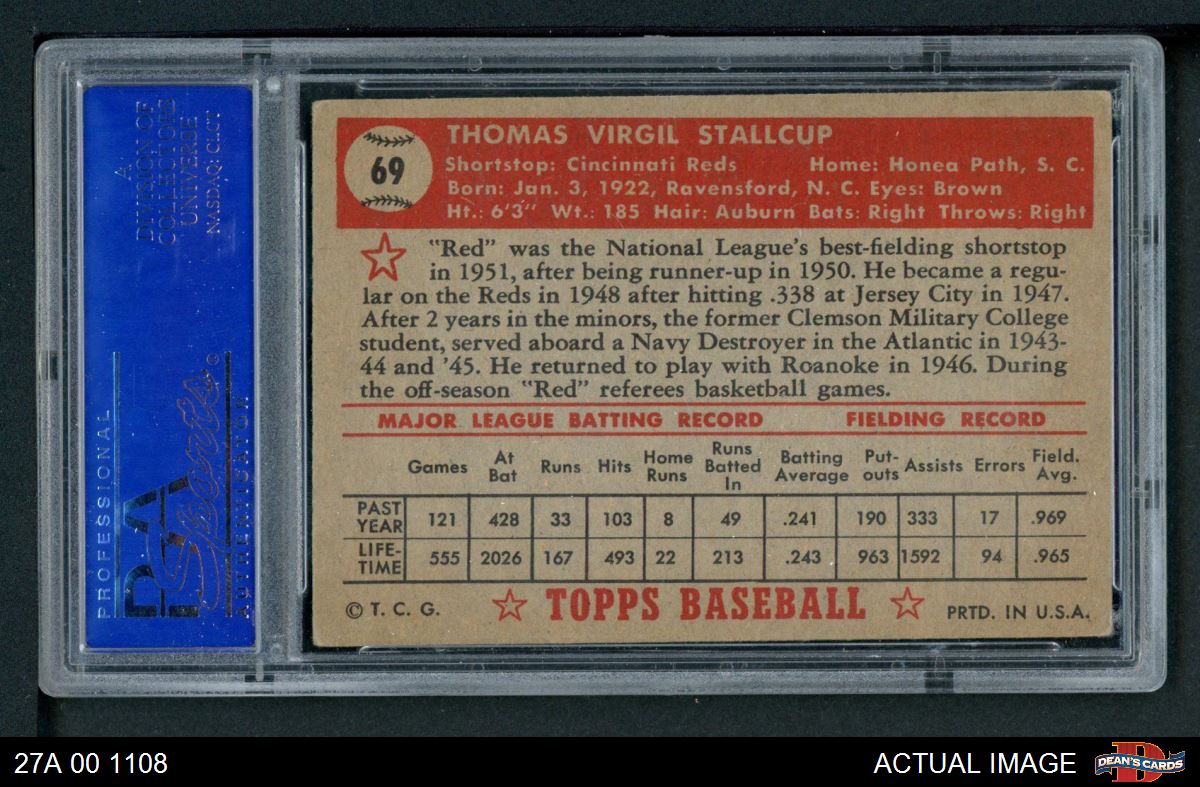 A
DIVISION OF
COLLECTORS
UNIVERSE
NASDAQ: CLCT
PROFESSIONAL
PSA
Sports®
AUTHENTICATOR
69
THOMAS VIRGIL STALLCUP
Shortstop: Cincinnati Reds Home: Honea Path, S. C.
Born: Jan. 3, 1922, Ravensford, N. C. Eyes: Brown
Ht.: 6'3" Wt.: 185 Hair: Auburn Bats: Right Throws: Right
"Red" was the National League's best-fielding shortstop
in 1951, after being runner-up in 1950. He became a regu-
lar on the Reds in 1948 after hitting .338 at Jersey City in 1947.
After 2 years in the minors, the former Clemson Military College
student, served aboard a Navy Destroyer in the Atlantic in 1943-
44 and '45. He returned to play with Roanoke in 1946. During
the off-season "Red" referees basketball games.
MAJOR LEAGUE BATTING RECORD FIELDING RECORD
Games At Bat Runs Hits Home Runs Runs Batted In Batting Average Put-outs Assists Errors Field. Avg.
PAST YEAR 121 428 33 103 8 49 .241 190 333 17 .969
LIFE-TIME 555 2026 167 493 22 213 .243 963 1592 94 .965
© T. C. G. TOPPS BASEBALL PRTD. IN U.S.A.
27A 00 1108 ACTUAL IMAGE
D
DEAN'S CARDS